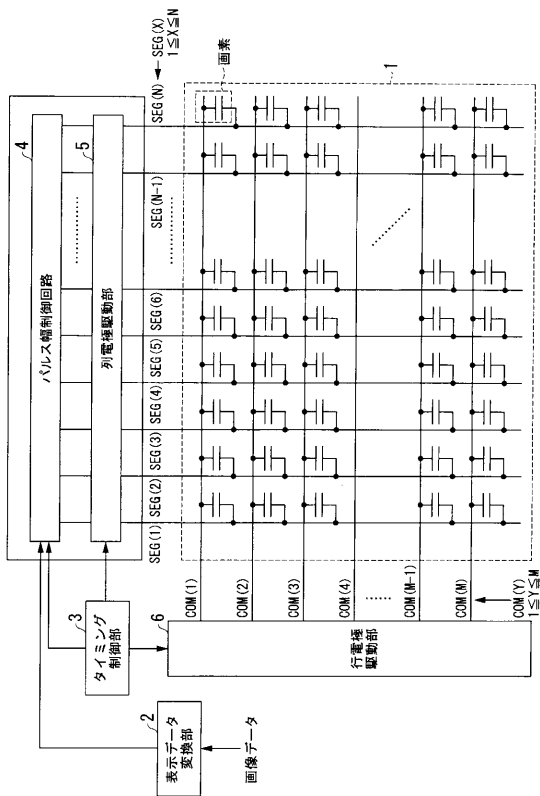 画像データ
2
表示データ
変換部
3
タイミング
制御部
4
パルス幅制御回路
5
列電極駆動部
6
行電極
駆動部
SEG(1)
SEG(2)
SEG(3)
SEG(4)
SEG(5)
SEG(6)
SEG(N-1)
SEG(N)
SEG(X)
1≦X≦N
画素
1
COM(1)
COM(2)
COM(3)
COM(4)
COM(M-1)
COM(M)
COM(Y)
1≦Y≦M